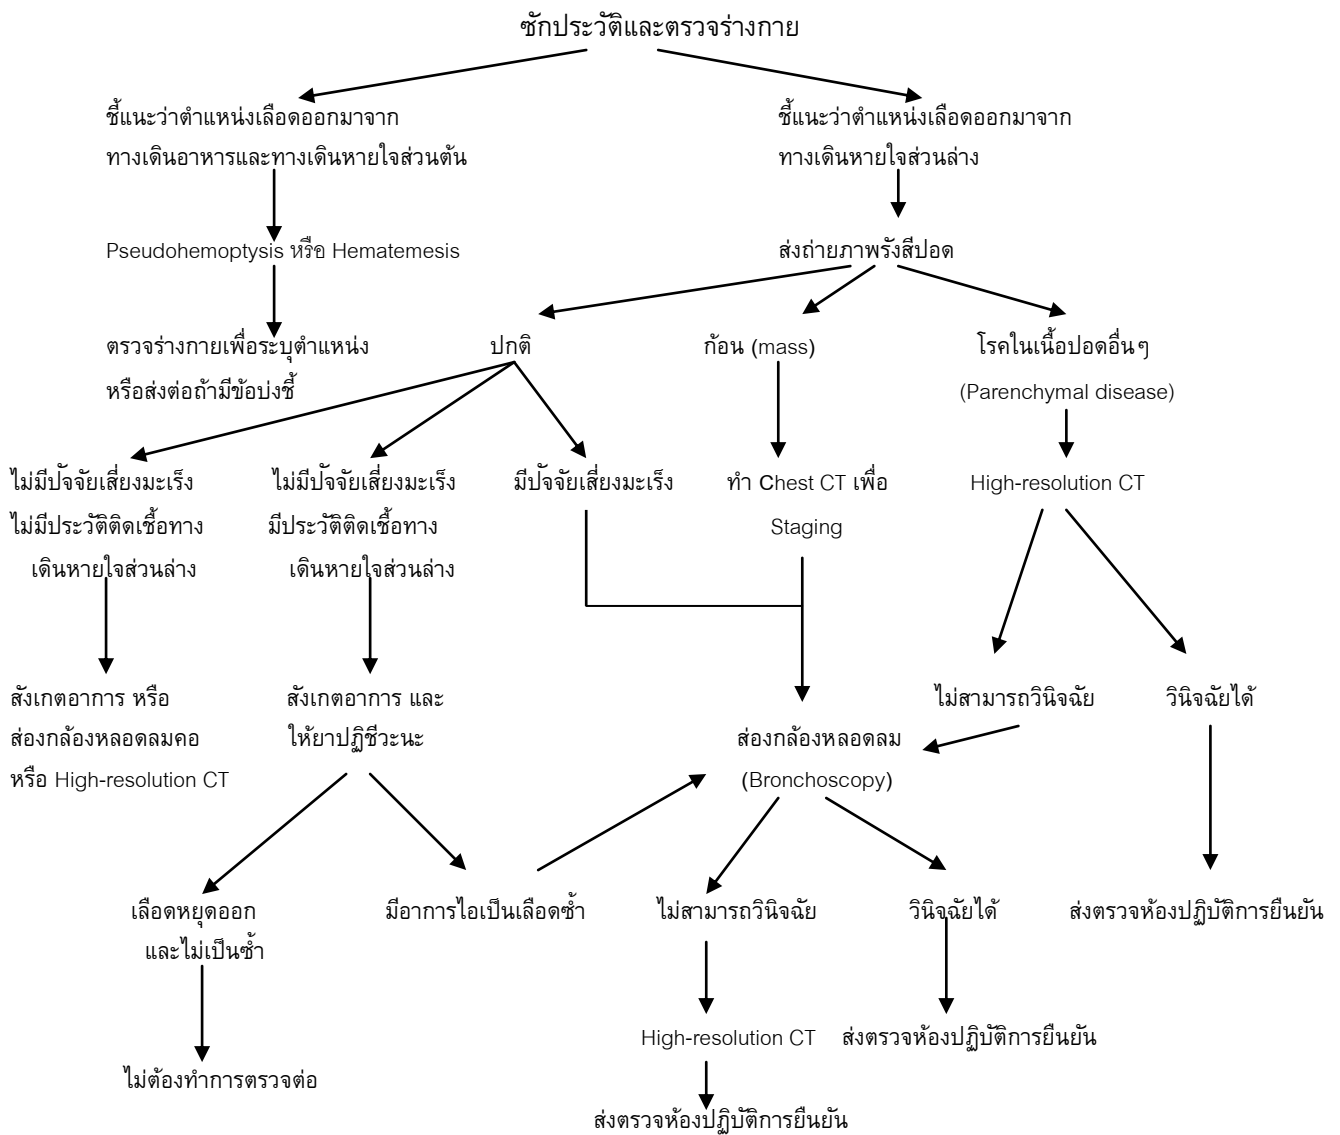 ซักประวัติและตรวจร่างกาย
ชี้แนะว่าตำแหน่งเลือดออกมาจาก
ทางเดินอาหารและทางเดินหายใจส่วนต้น
ชี้แนะว่าตำแหน่งเลือดออกมาจาก
ทางเดินหายใจส่วนล่าง
Pseudohemoptysis หรือ Hematemesis
ส่งถ่ายภาพรังสีปอด
ตรวจร่างกายเพื่อระบุตำแหน่ง
หรือส่งต่อถ้ามีข้อบ่งชี้
ปกติ
ก้อน (mass)
โรคในเนื้อปอดอื่นๆ
(Parenchymal disease)
ไม่มีปัจจัยเสี่ยงมะเร็ง
ไม่มีประวัติติดเชื้อทาง
เดินหายใจส่วนล่าง
ไม่มีปัจจัยเสี่ยงมะเร็ง
มีประวัติติดเชื้อทาง
เดินหายใจส่วนล่าง
มีปัจจัยเสี่ยงมะเร็ง
ทำ Chest CT เพื่อ
Staging
High-resolution CT
สังเกตอาการ หรือ
ส่องกล้องหลอดลมคอ
หรือ High-resolution CT
สังเกตอาการ และ
ให้ยาปฏิชีวะนะ
ส่องกล้องหลอดลม
(Bronchoscopy)
ไม่สามารถวินิจฉัย
วินิจฉัยได้
เลือดหยุดออก
และไม่เป็นซ้ำ
มีอาการไอเป็นเลือดซ้ำ
ไม่สามารถวินิจฉัย
วินิจฉัยได้
ส่งตรวจห้องปฏิบัติการยืนยัน
High-resolution CT
ส่งตรวจห้องปฏิบัติการยืนยัน
ไม่ต้องทำการตรวจต่อ
ส่งตรวจห้องปฏิบัติการยืนยัน